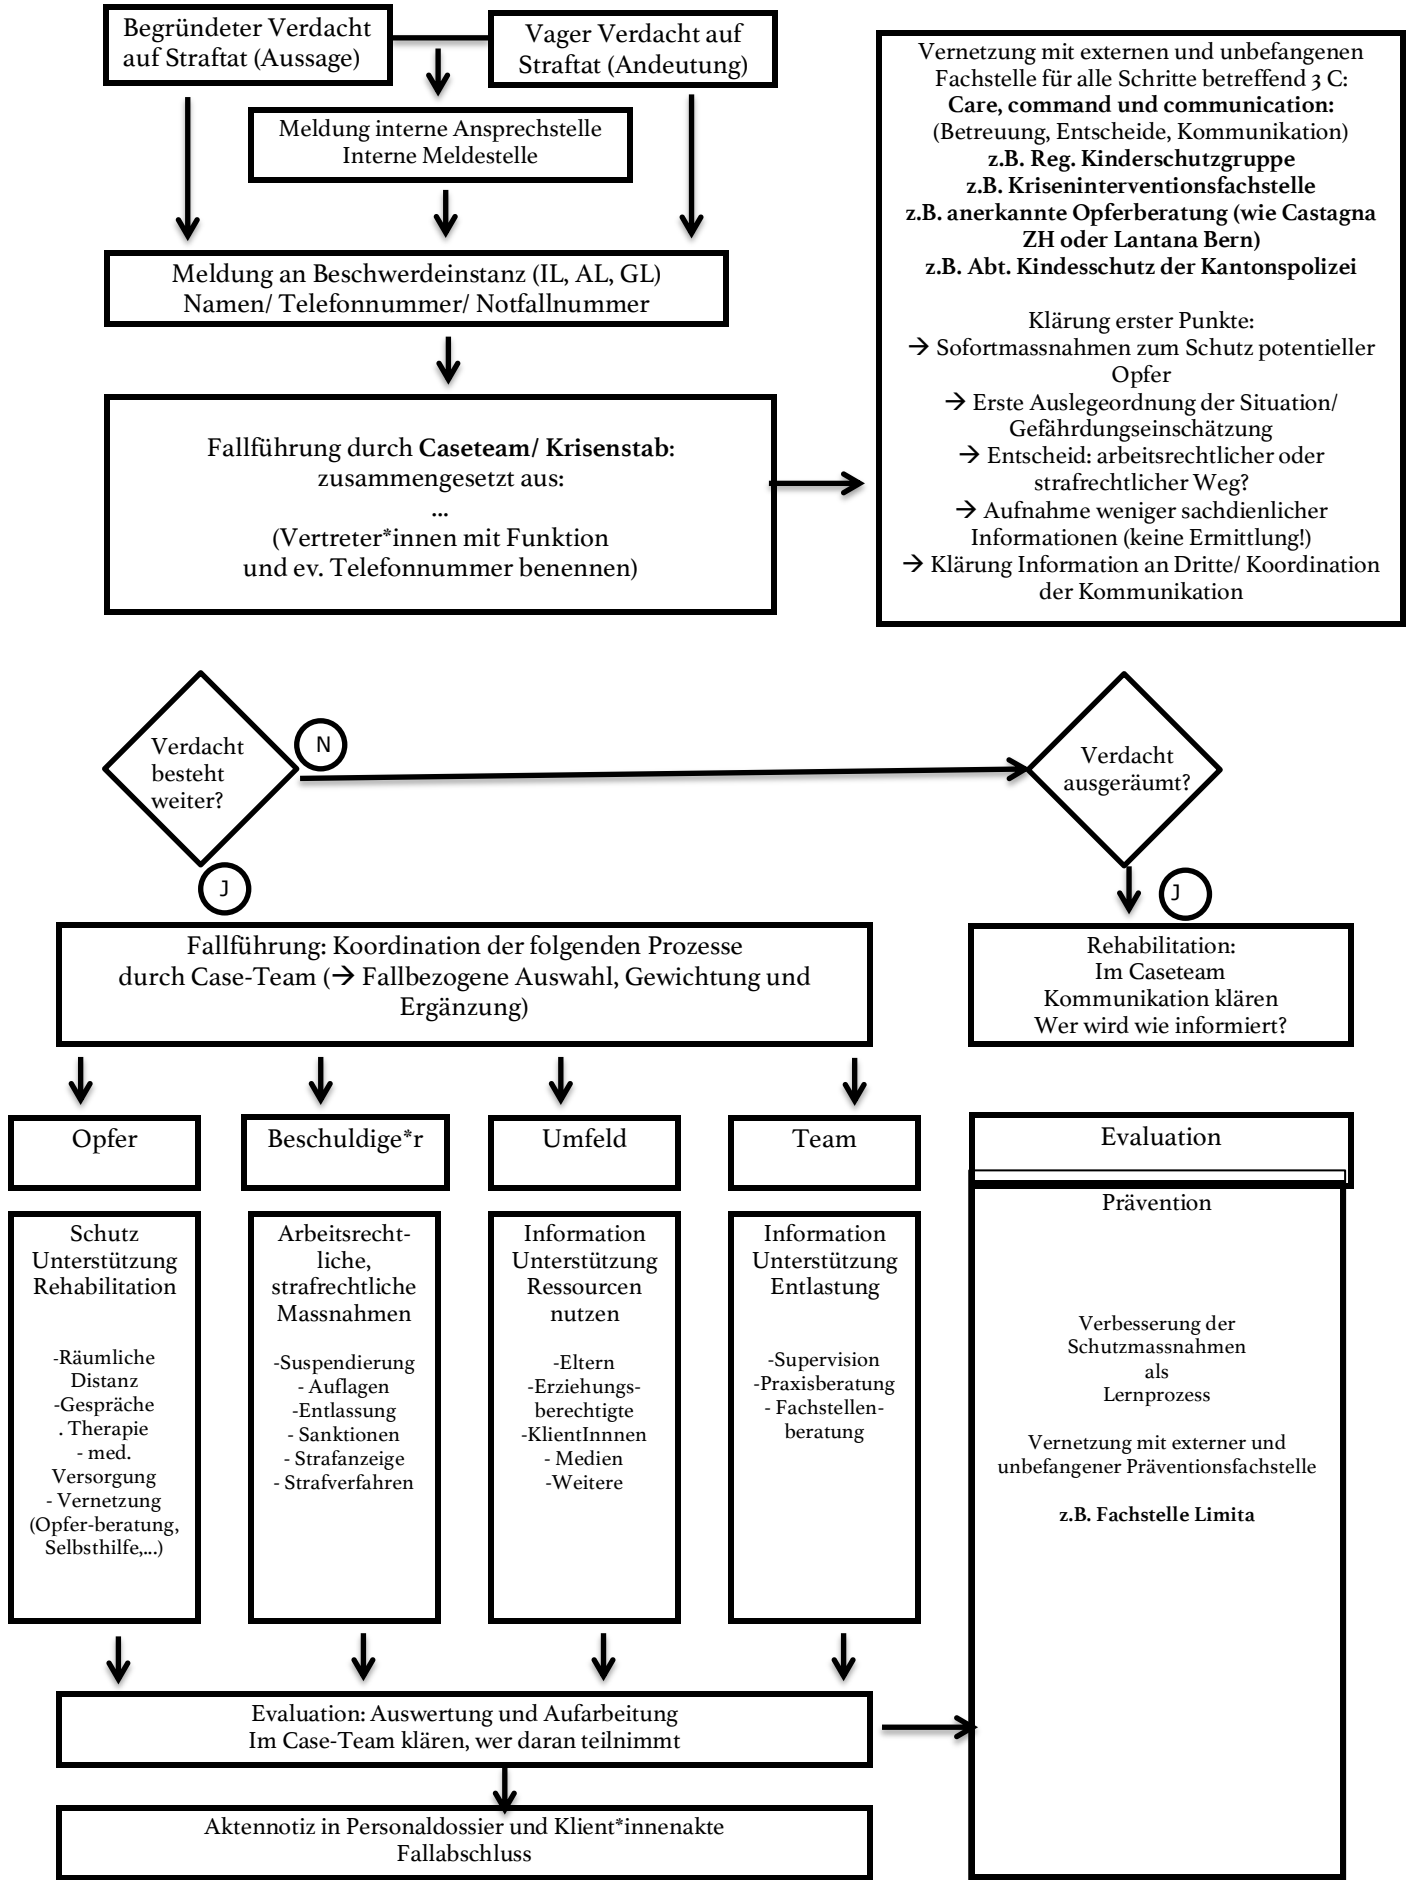 Begründeter Verdacht
auf Straftat (Aussage)
Vager Verdacht auf
Straftat (Andeutung)
Meldung interne Ansprechstelle
Interne Meldestelle
Meldung an Beschwerdeinstanz (IL, AL, GL)
Namen/ Telefonnummer/ Notfallnummer
Fallführung durch Caseteam/ Krisenstab:
zusammengesetzt aus:
...
(Vertreter*innen mit Funktion
und ev. Telefonnummer benennen)
Vernetzung mit externen und unbefangenen
Fachstelle für alle Schritte betreffend 3 C:
Care, command und communication:
(Betreuung, Entscheide, Kommunikation)
z.B. Reg. Kinderschutzgruppe
z.B. Kriseninterventionsfachstelle
z.B. anerkannte Opferberatung (wie Castagna
ZH oder Lantana Bern)
z.B. Abt. Kindesschutz der Kantonspolizei
Klärung erster Punkte:
→ Sofortmassnahmen zum Schutz potentieller
Opfer
→ Erste Auslegeordnung der Situation/
Gefährdungseinschätzung
→ Entscheid: arbeitsrechtlicher oder
strafrechtlicher Weg?
→ Aufnahme weniger sachdienlicher
Informationen (keine Ermittlung!)
→ Klärung Information an Dritte/ Koordination
der Kommunikation
Verdacht
besteht
weiter?
N
Verdacht
ausgeräumt?
J
J
Fallführung: Koordination der folgenden Prozesse
durch Case-Team (→ Fallbezogene Auswahl, Gewichtung und
Ergänzung)
Rehabilitation:
Im Caseteam
Kommunikation klären
Wer wird wie informiert?
Opfer
Beschuldige*r
Umfeld
Team
Evaluation
Schutz
Unterstützung
Rehabilitation
-Räumliche
Distanz
-Gespräche
. Therapie
- med.
Versorgung
- Vernetzung
(Opfer-beratung,
Selbsthilfe,...)
Arbeitsrecht-
liche,
strafrechtliche
Massnahmen
-Suspendierung
- Auflagen
-Entlassung
- Sanktionen
- Strafanzeige
- Strafverfahren
Information
Unterstützung
Ressourcen
nutzen
-Eltern
-Erziehungs-
berechtigte
-KlientInnnen
- Medien
-Weitere
Information
Unterstützung
Entlastung
-Supervision
-Praxisberatung
- Fachstellen-
beratung
Prävention
Verbesserung der
Schutzmassnahmen
als
Lernprozess
Vernetzung mit externer und
unbefangener Präventionsfachstelle
z.B. Fachstelle Limita
Evaluation: Auswertung und Aufarbeitung
Im Case-Team klären, wer daran teilnimmt
Aktennotiz in Personaldossier und Klient*innenakte
Fallabschluss